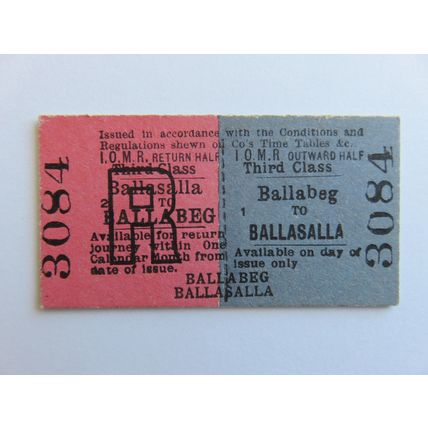 3084
Issued in accordance with the Conditions and
Regulations shewn on Co's Time Tables &c.
I.O.M.R. RETURN HALF
Third Class
Ballasalla
2 TO
BALLABEG
Available for return
journey within One
Calendar Month from
date of issue.
R
I.O.M.R OUTWARD HALF
Third Class
Ballabeg
1 TO
BALLASALLA
Available on day of
issue only
BALLABEG
BALLASALLA
3084